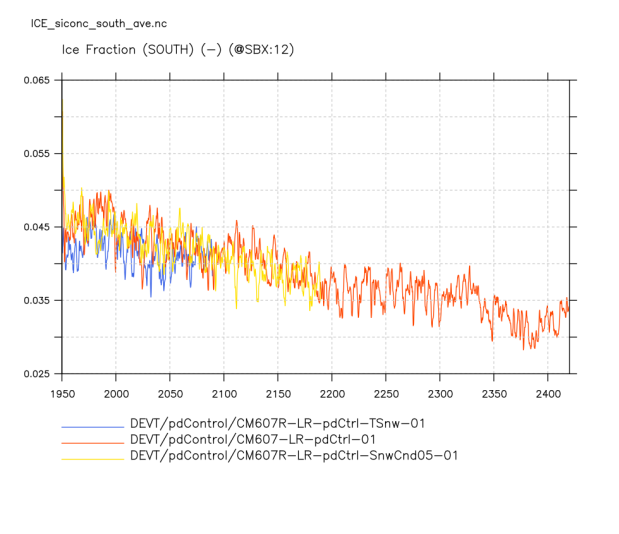 ICE_siconc_south_ave.nc
Ice Fraction (SOUTH) (-) (@SBX:12)
0.065
0.055
0.045
0.035
0.025
1950 2000 2050 2100 2150 2200 2250 2300 2350 2400
DEVT/pdControl/CM607R-LR-pdCtrl-TSnw-01
DEVT/pdControl/CM607-LR-pdCtrl-01
DEVT/pdControl/CM607R-LR-pdCtrl-SnwCnd05-01